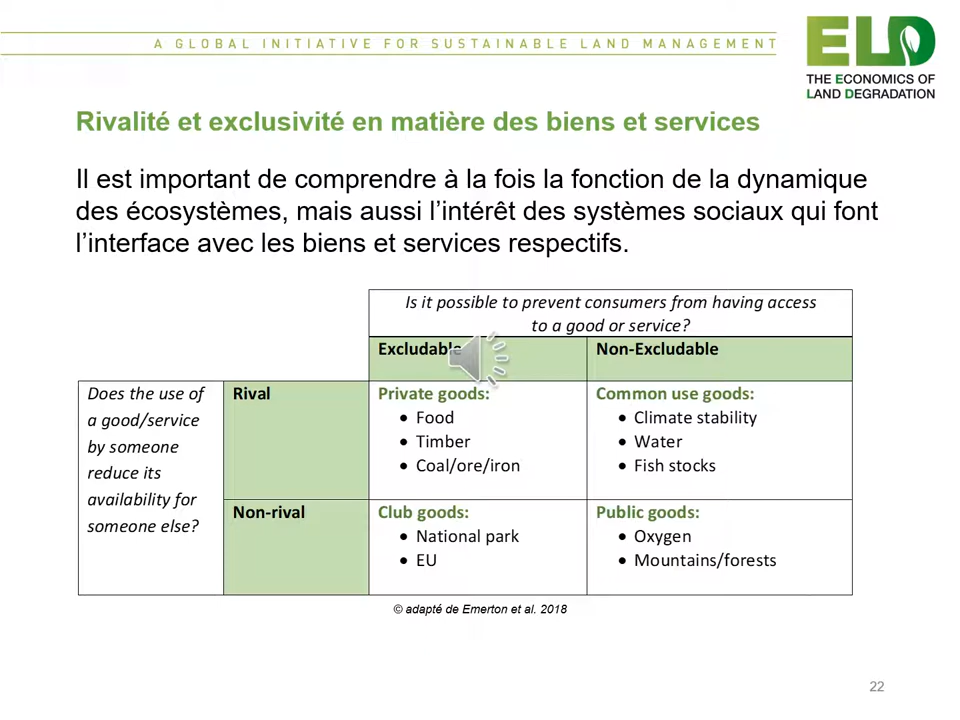 A GLOBAL INITIATIVE FOR SUSTAINABLE LAND MANAGEMENT
ELD
THE ECONOMICS OF
LAND DEGRADATION
Rivalité et exclusivité en matière des biens et services
Il est important de comprendre à la fois la fonction de la dynamique
des écosystèmes, mais aussi l’intérêt des systèmes sociaux qui font
l’interface avec les biens et services respectifs.
Is it possible to prevent consumers from having access
to a good or service?
Excludable
Non-Excludable
Does the use of
a good/service
by someone
reduce its
availability for
someone else?
Rival
Private goods:
• Food
• Timber
• Coal/ore/iron
Common use goods:
• Climate stability
• Water
• Fish stocks
Non-rival
Club goods:
• National park
• EU
Public goods:
• Oxygen
• Mountains/forests
© adapté de Emerton et al. 2018
22